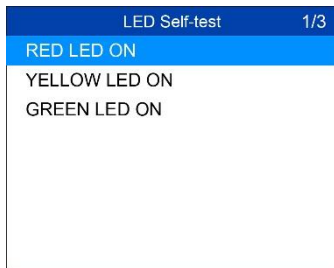 LED Self-test 1/3
RED LED ON
YELLOW LED ON
GREEN LED ON